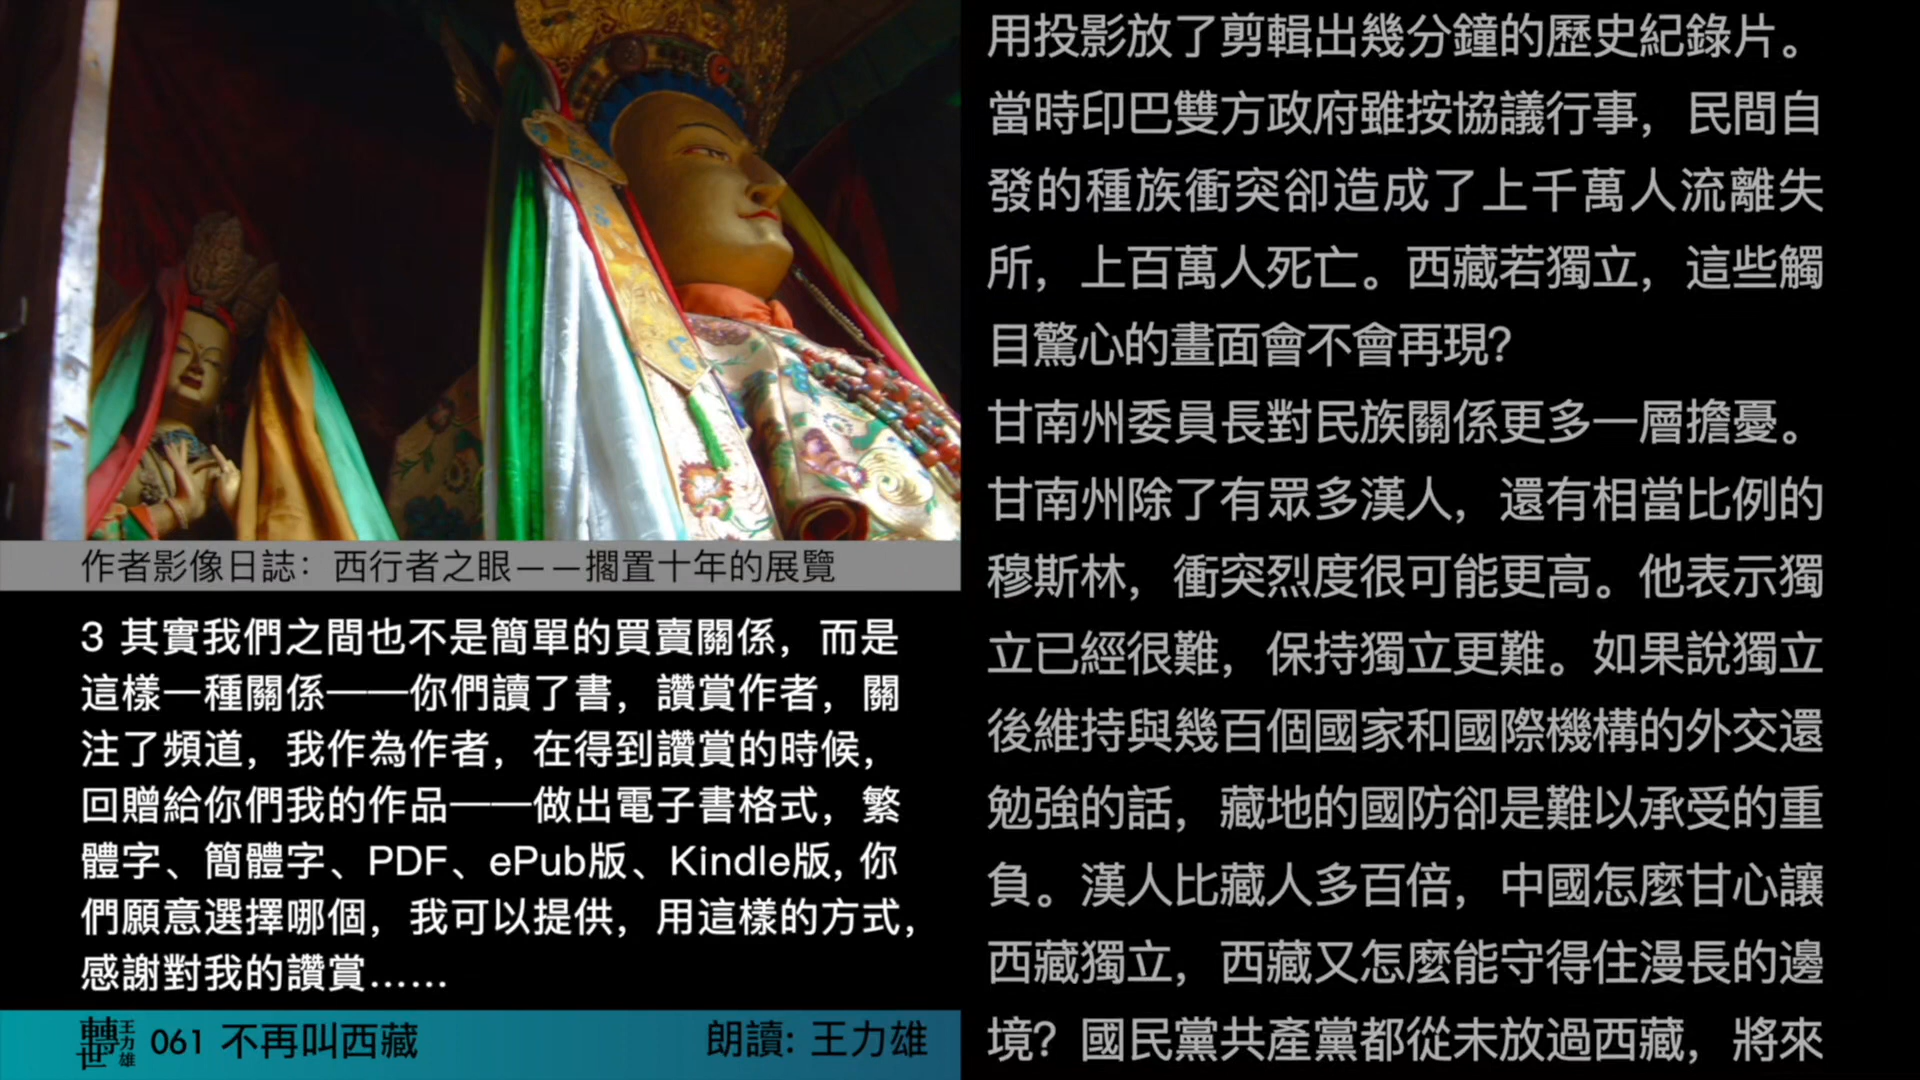 作者影像日誌：西行者之眼——擱置十年的展覽
3 其實我們之間也不是簡單的買賣關係，而是
這樣一種關係——你們讀了書，讚賞作者，關
注了頻道，我作為作者，在得到讚賞的時候，
回贈給你們我的作品——做出電子書格式，繁
體字、簡體字、PDF、ePub版、Kindle版, 你
們願意選擇哪個，我可以提供，用這樣的方式，
感謝對我的讚賞……
轉世
王力雄
061 不再叫西藏
朗讀: 王力雄
用投影放了剪輯出幾分鐘的歷史紀錄片。
當時印巴雙方政府雖按協議行事，民間自
發的種族衝突卻造成了上千萬人流離失
所，上百萬人死亡。西藏若獨立，這些觸
目驚心的畫面會不會再現?
甘南州委員長對民族關係更多一層擔憂。
甘南州除了有眾多漢人，還有相當比例的
穆斯林，衝突烈度很可能更高。他表示獨
立已經很難，保持獨立更難。如果說獨立
後維持與幾百個國家和國際機構的外交還
勉強的話，藏地的國防卻是難以承受的重
負。漢人比藏人多百倍，中國怎麼甘心讓
西藏獨立，西藏又怎麼能守得住漫長的邊
境？國民黨共產黨都從未放過西藏，將來